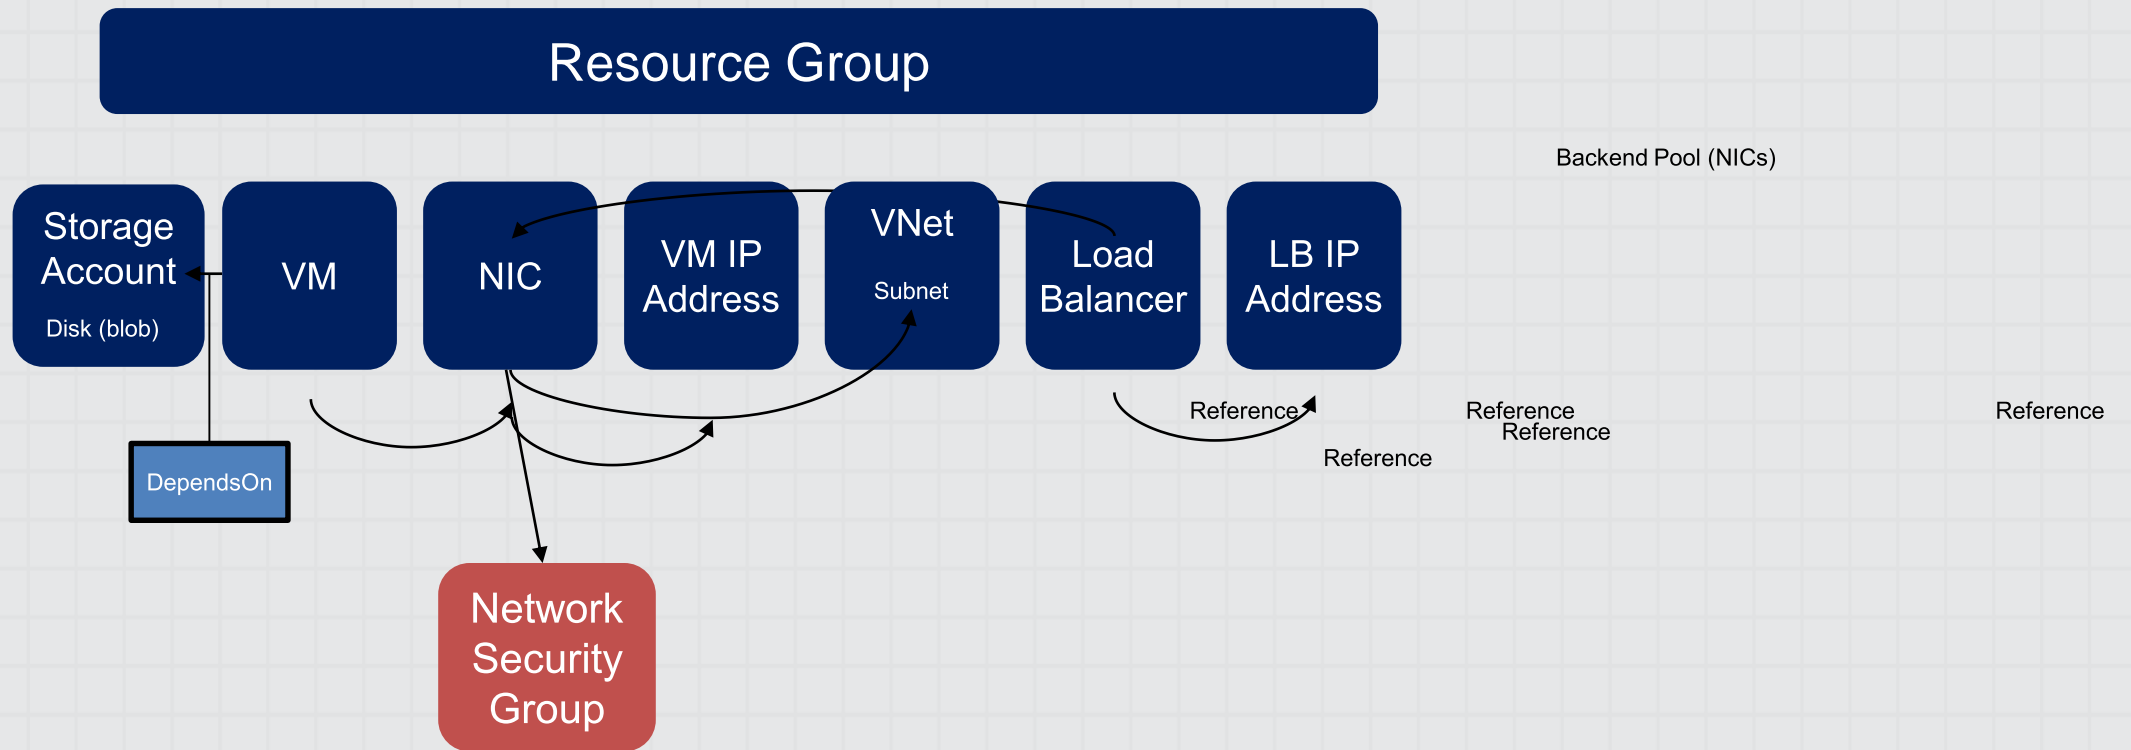 Resource Group
Backend Pool (NICs)
Storage
Account
Disk (blob)
VM
NIC
VM IP
Address
VNet
Subnet
Load
Balancer
LB IP
Address
Reference
Reference
Reference
Reference
Reference
DependsOn
Network
Security
Group